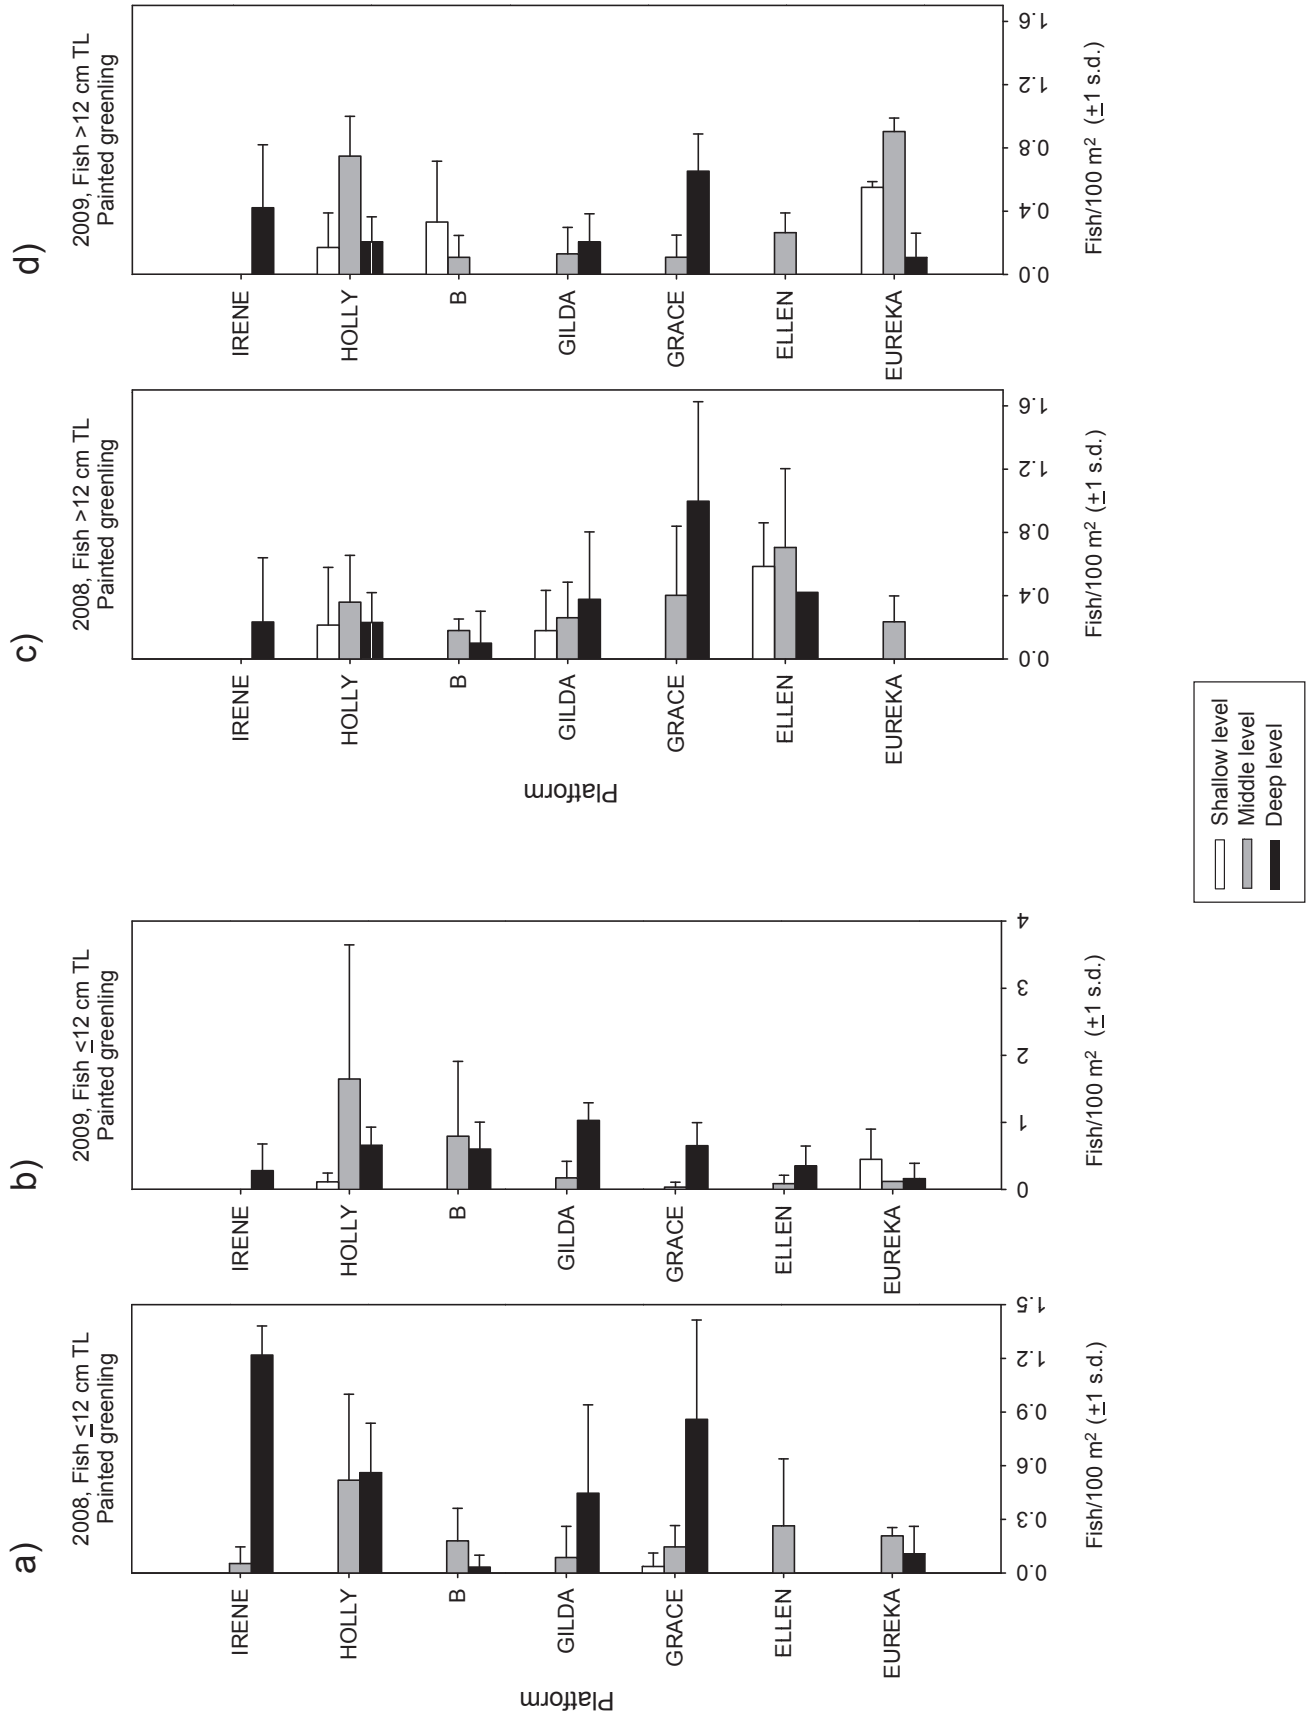 a)
2008, Fish <12 cm TL
Painted greenling
IRENE
HOLLY
B
GILDA
GRACE
ELLEN
EUREKA
Platform
0.0
0.3
0.6
0.9
1.2
1.5
Fish/100 m² (+1 s.d.)
b)
2009, Fish <12 cm TL
Painted greenling
IRENE
HOLLY
B
GILDA
GRACE
ELLEN
EUREKA
0
1
2
3
4
Fish/100 m² (+1 s.d.)
c)
2008, Fish >12 cm TL
Painted greenling
IRENE
HOLLY
B
GILDA
GRACE
ELLEN
EUREKA
Platform
0.0
0.4
0.8
1.2
1.6
Fish/100 m² (+1 s.d.)
d)
2009, Fish >12 cm TL
Painted greenling
IRENE
HOLLY
B
GILDA
GRACE
ELLEN
EUREKA
0.0
0.4
0.8
1.2
1.6
Fish/100 m² (+1 s.d.)
Shallow level
Middle level
Deep level